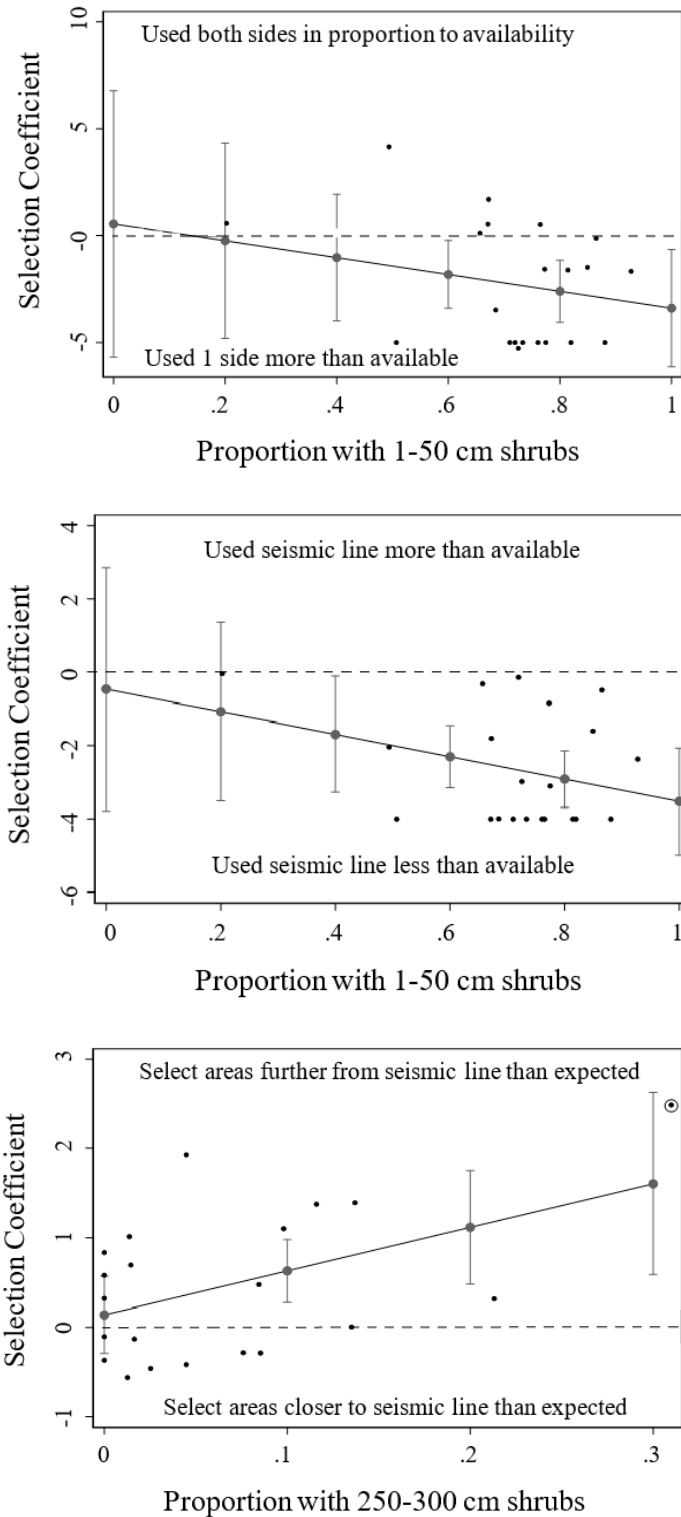 10
Used both sides in proportion to availability
5
-0
-5
Used 1 side more than available
Selection Coefficient
0 .2 .4 .6 .8 1
Proportion with 1-50 cm shrubs
4
Used seismic line more than available
2
0
-2
-4
Used seismic line less than available
-6
Selection Coefficient
0 .2 .4 .6 .8 1
Proportion with 1-50 cm shrubs
3
Select areas further from seismic line than expected
2
1
0
Select areas closer to seismic line than expected
-1
Selection Coefficient
0 .1 .2 .3
Proportion with 250-300 cm shrubs